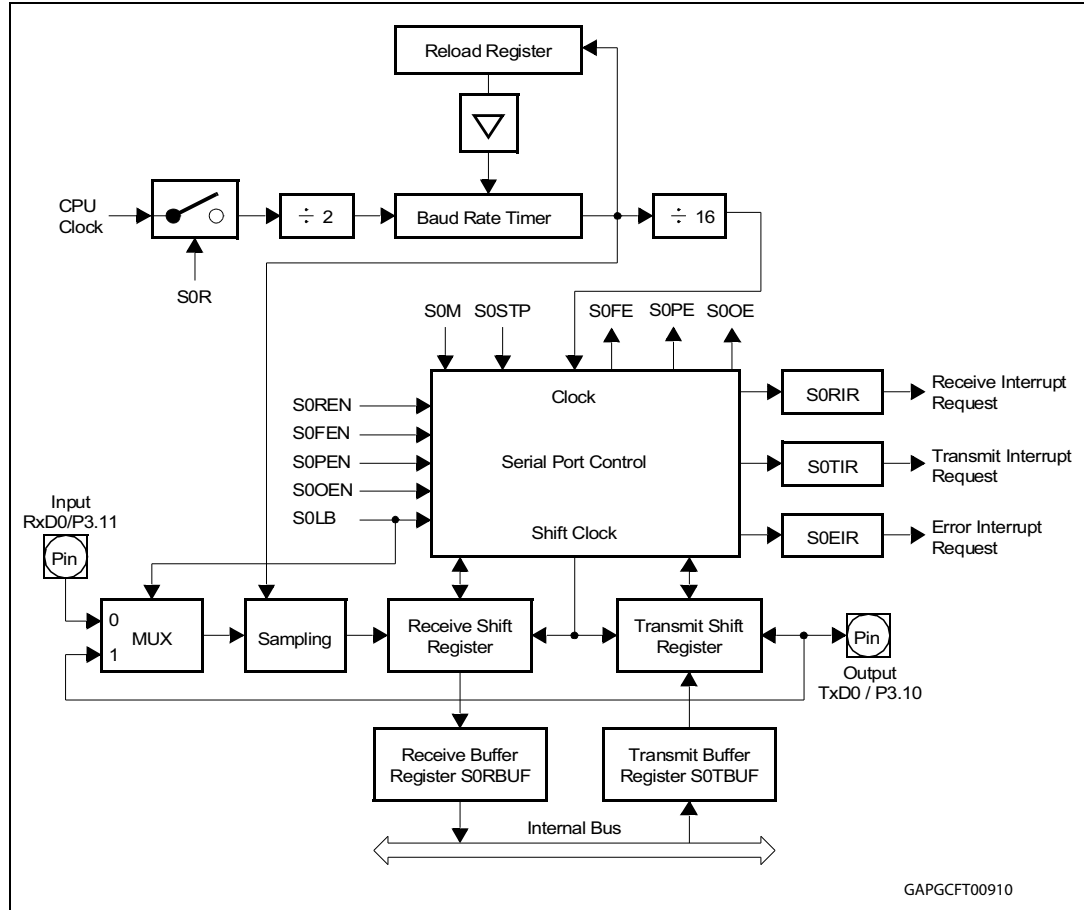 Reload Register
CPU
Clock
÷ 2
Baud Rate Timer
÷ 16
S0R
S0M
S0STP
S0FE
S0PE
S0OE
S0REN
S0FEN
S0PEN
S0OEN
S0LB
Clock
Serial Port Control
Shift Clock
S0RIR
Receive Interrupt
Request
S0TIR
Transmit Interrupt
Request
S0EIR
Error Interrupt
Request
Input
RxD0/P3.11
Pin
0
1
MUX
Sampling
Receive Shift
Register
Transmit Shift
Register
Pin
Output
TxD0 / P3.10
Receive Buffer
Register S0RBUF
Transmit Buffer
Register S0TBUF
Internal Bus
GAPGCFT00910